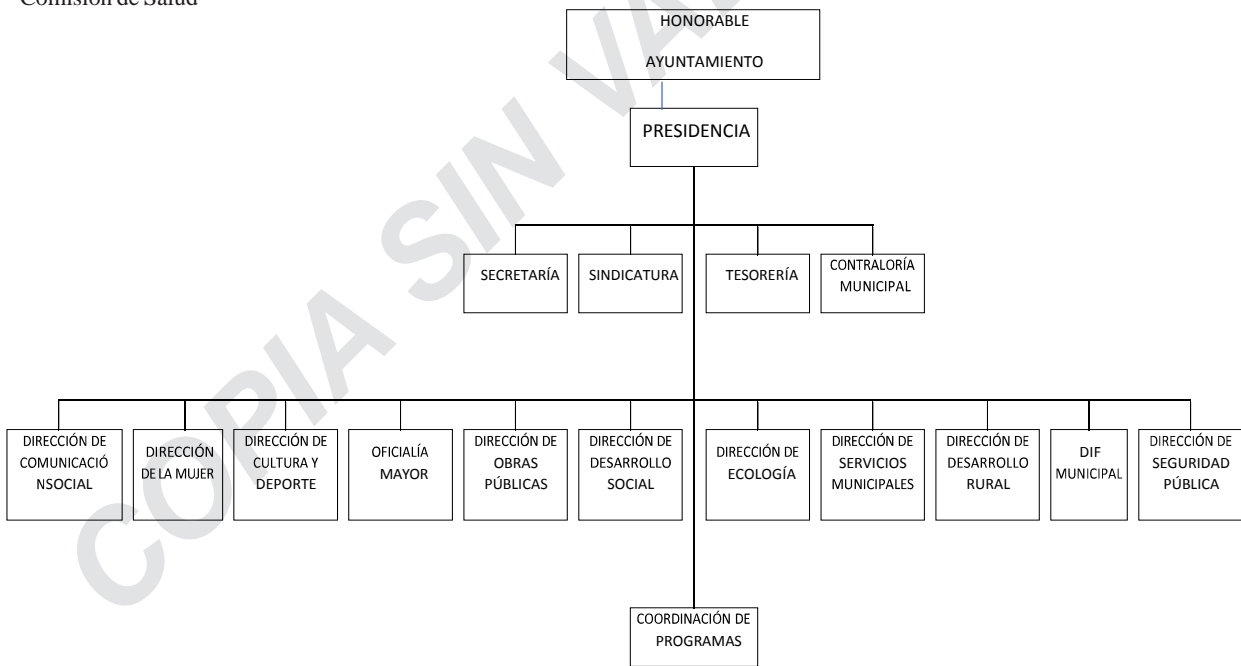 Comisión de Salud
HONORABLE
AYUNTAMIENTO
PRESIDENCIA
SECRETARÍA
SINDICATURA
TESORERÍA
CONTRALORÍA
MUNICIPAL
DIRECCIÓN DE
COMUNICACIÓ
NSOCIAL
DIRECCIÓN
DE LA MUJER
DIRECCIÓN DE
CULTURA Y
DEPORTE
OFICIALÍA
MAYOR
DIRECCIÓN DE
OBRAS
PÚBLICAS
DIRECCIÓN DE
DESARROLLO
SOCIAL
DIRECCIÓN DE
ECOLOGÍA
DIRECCIÓN DE
SERVICIOS
MUNICIPALES
DIRECCIÓN DE
DESARROLLO
RURAL
DIF
MUNICIPAL
DIRECCIÓN DE
SEGURIDAD
PÚBLICA
COORDINACIÓN DE
PROGRAMAS
COPIA SIN